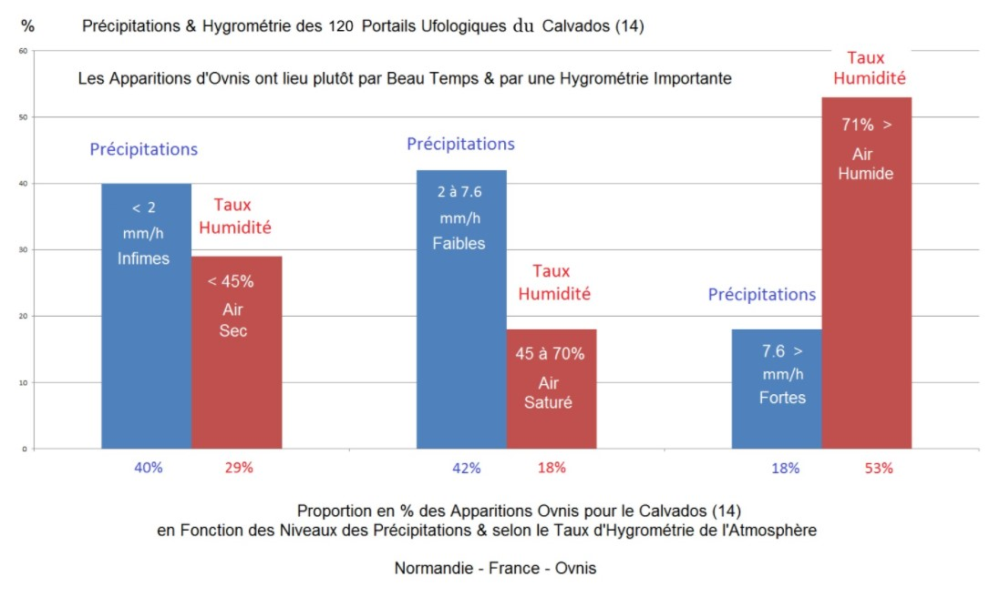 % Précipitations & Hygrométrie des 120 Portails Ufologiques du Calvados (14)
Les Apparitions d'Ovnis ont lieu plutôt par Beau Temps & par une Hygrométrie Importante
60
50
40
30
20
10
0
Précipitations
< 2
mm/h
Infimes
Taux
Humidité
< 45%
Air
Sec
Précipitations
2 à 7.6
mm/h
Faibles
Taux
Humidité
45 à 70%
Air
Saturé
Précipitations
7.6 >
mm/h
Fortes
Taux
Humidité
71% >
Air
Humide
40% 29% 42% 18% 18% 53%
Proportion en % des Apparitions Ovnis pour le Calvados (14)
en Fonction des Niveaux des Précipitations & selon le Taux d'Hygrométrie de l'Atmosphère
Normandie - France - Ovnis